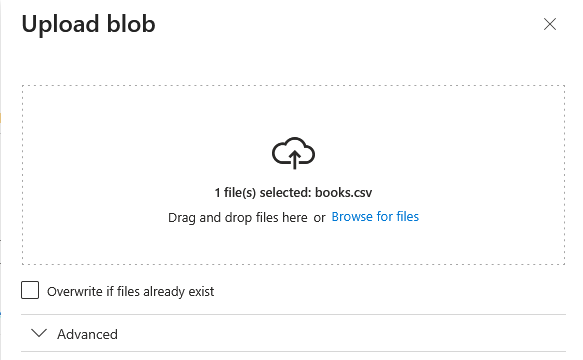 Upload blob
1 file(s) selected: books.csv
Drag and drop files here or Browse for files
Overwrite if files already exist
Advanced